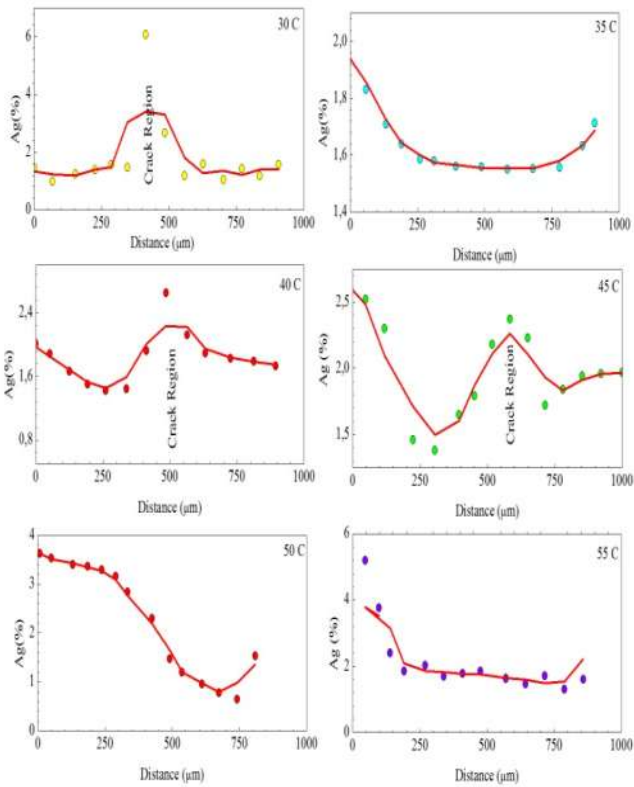 30 C
6
4
2
0
Ag(%)
Crack Region
0 250 500 750 1000
Distance (μm)
35 C
2,0
1,8
1,6
1,4
Ag(%)
0 250 500 750 1000
Distance (μm)
40 C
2,4
1,6
0,8
Ag(%)
Crack Region
0 250 500 750 1000
Distance (μm)
45 C
2,5
2,0
1,5
Ag(%)
Crack Region
0 250 500 750 1000
Distance (μm)
50 C
4
3
2
1
0
Ag(%)
0 250 500 750 1000
Distance (μm)
55 C
6
4
2
0
Ag(%)
0 250 500 750 1000
Distance (μm)